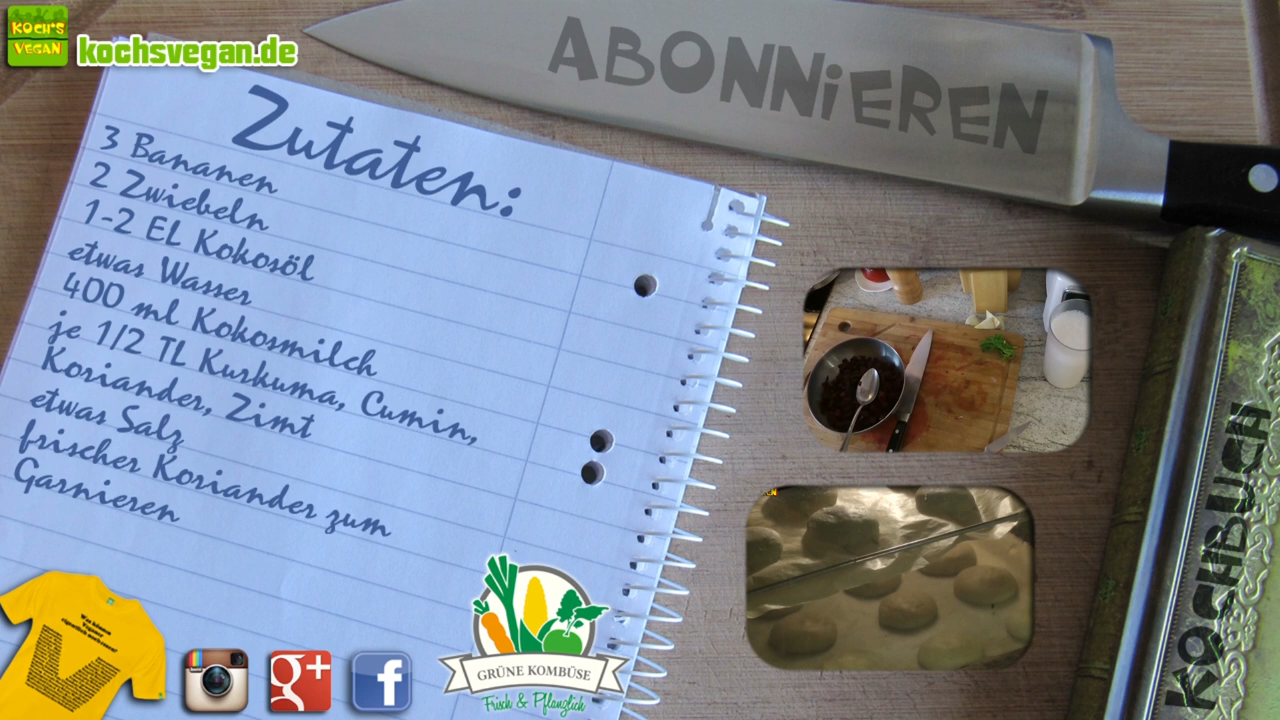 KOCH'S
VEGAN
kochsvegan.de
ABONNiEREN
Zutaten:
3 Bananen
2 Zwiebeln
1-2 EL Kokosöl
etwas Wasser
400 ml Kokosmilch
je 1/2 TL Kurkuma, Cumin,
Koriander, Zimt
etwas Salz
frischer Koriander zum
Garnieren
KOCHBUCH
GRÜNE KOMBÜSE
Frisch & Pflanzlich
g+
f